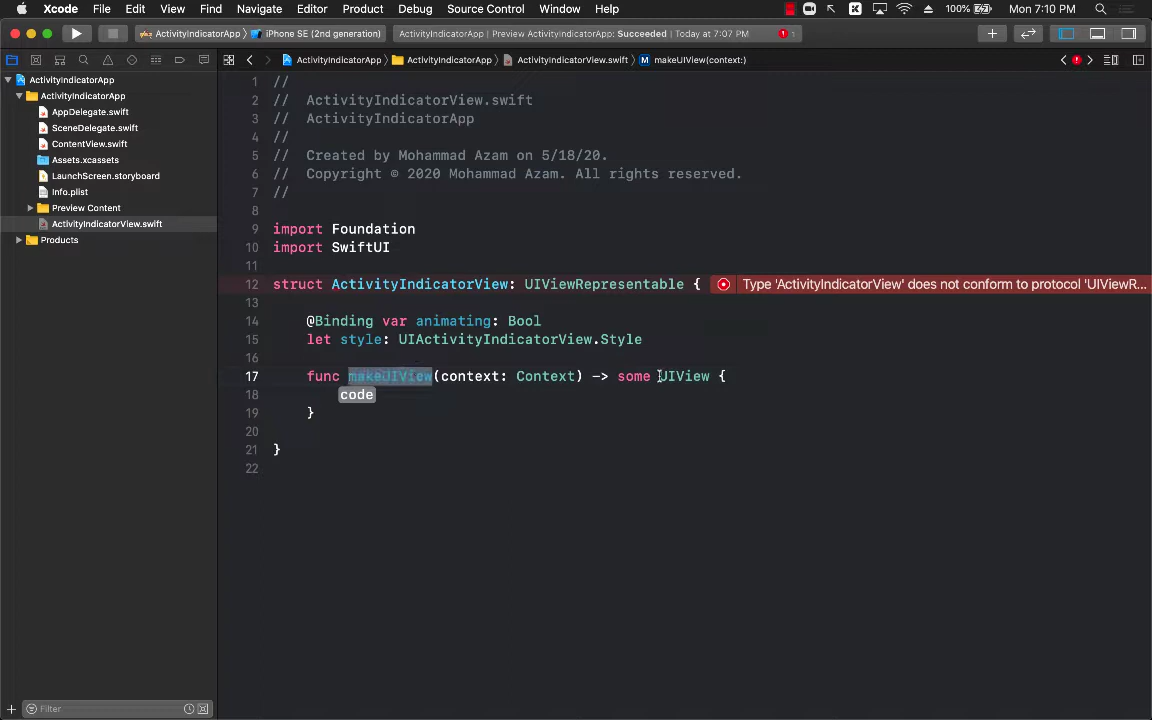 Xcode File Edit View Find Navigate Editor Product Debug Source Control Window Help 100% Mon 7:10 PM
ActivityIndicatorApp iPhone SE (2nd generation) ActivityIndicatorApp | Preview ActivityIndicatorApp: Succeeded | Today at 7:07 PM 1
ActivityIndicatorApp ActivityIndicatorApp ActivityIndicatorView.swift M makeUIView(context:)
ActivityIndicatorApp
ActivityIndicatorApp
AppDelegate.swift
SceneDelegate.swift
ContentView.swift
Assets.xcassets
LaunchScreen.storyboard
Info.plist
Preview Content
ActivityIndicatorView.swift
Products
Filter
1 //
2 // ActivityIndicatorView.swift
3 // ActivityIndicatorApp
4 //
5 // Created by Mohammad Azam on 5/18/20.
6 // Copyright © 2020 Mohammad Azam. All rights reserved.
7 //
8
9 import Foundation
10 import SwiftUI
11
12 struct ActivityIndicatorView: UIViewRepresentable { Type 'ActivityIndicatorView' does not conform to protocol 'UIViewR...
13
14 @Binding var animating: Bool
15 let style: UIActivityIndicatorView.Style
16
17 func makeUIView(context: Context) -> some UIView {
18 code
19 }
20
21 }
22